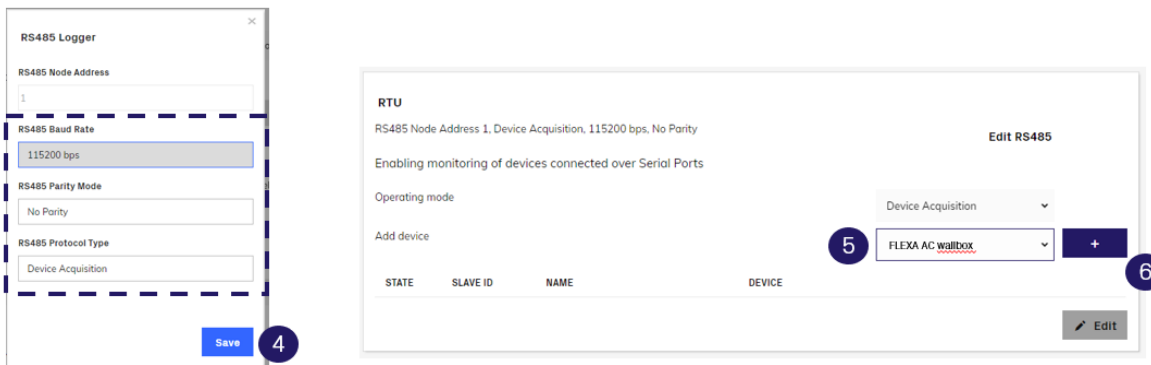 ×
RS485 Logger
RS485 Node Address
1
RS485 Baud Rate
115200 bps
RS485 Parity Mode
No Parity
RS485 Protocol Type
Device Acquisition
Save
4
RTU
RS485 Node Address 1, Device Acquisition, 115200 bps, No Parity
Edit RS485
Enabling monitoring of devices connected over Serial Ports
Operating mode
Device Acquisition
Add device
5
FLEXA AC wallbox
+
6
STATE SLAVE ID NAME DEVICE
Edit